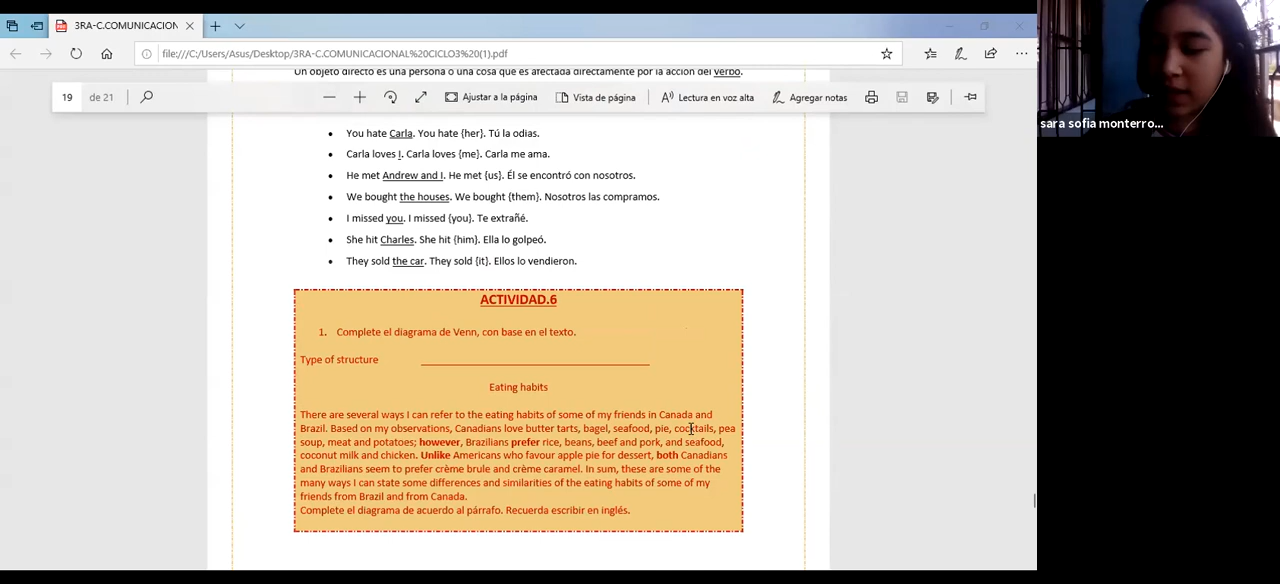 3RA-C.COMUNICACION
file:///C:/Users/Asus/Desktop/3RA-C.COMUNICACIONAL%20CICLO3%20(1).pdf
Un objeto directo es una persona o una cosa que es afectada directamente por la acción del verbo.
19 de 21 Ajustar a la página Vista de página Lectura en voz alta Agregar notas
sara sofia monterro...
You hate Carla. You hate {her}. Tú la odias.
Carla loves I. Carla loves {me}. Carla me ama.
He met Andrew and I. He met {us}. Él se encontró con nosotros.
We bought the houses. We bought {them}. Nosotros las compramos.
I missed you. I missed {you}. Te extrañé.
She hit Charles. She hit {him}. Ella lo golpeó.
They sold the car. They sold {it}. Ellos lo vendieron.
ACTIVIDAD.6
1. Complete el diagrama de Venn, con base en el texto.
Type of structure
Eating habits
There are several ways I can refer to the eating habits of some of my friends in Canada and
Brazil. Based on my observations, Canadians love butter tarts, bagel, seafood, pie, cocktails, pea
soup, meat and potatoes; however, Brazilians prefer rice, beans, beef and pork, and seafood,
coconut milk and chicken. Unlike Americans who favour apple pie for dessert, both Canadians
and Brazilians seem to prefer crème brule and crème caramel. In sum, these are some of the
many ways I can state some differences and similarities of the eating habits of some of my
friends from Brazil and from Canada.
Complete el diagrama de acuerdo al párrafo. Recuerda escribir en inglés.